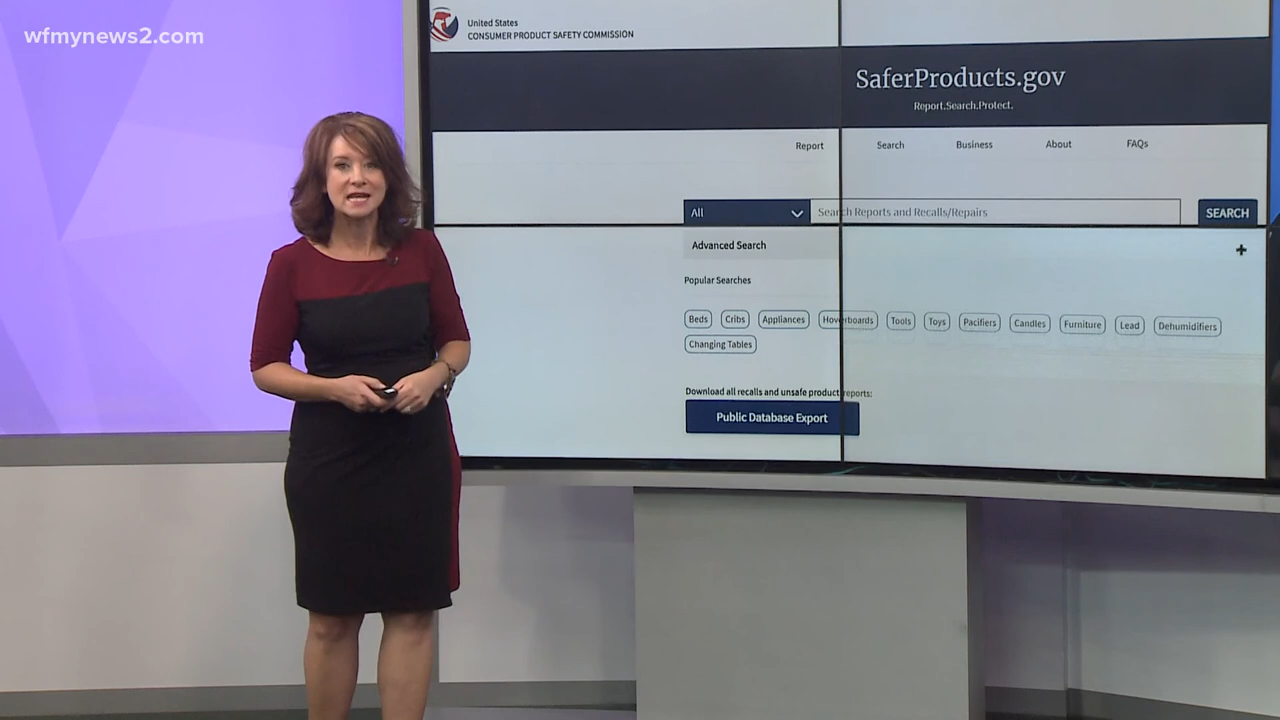 wfmynews2.com
United States
CONSUMER PRODUCT SAFETY COMMISSION
SaferProducts.gov
Report.Search.Protect.
Report Search Business About FAQs
All Search Reports and Recalls/Repairs SEARCH
Advanced Search +
Popular Searches
Beds Cribs Appliances Hoverboards Tools Toys Pacifiers Candles Furniture Lead Dehumidifiers
Changing Tables
Download all recalls and unsafe product reports:
Public Database Export